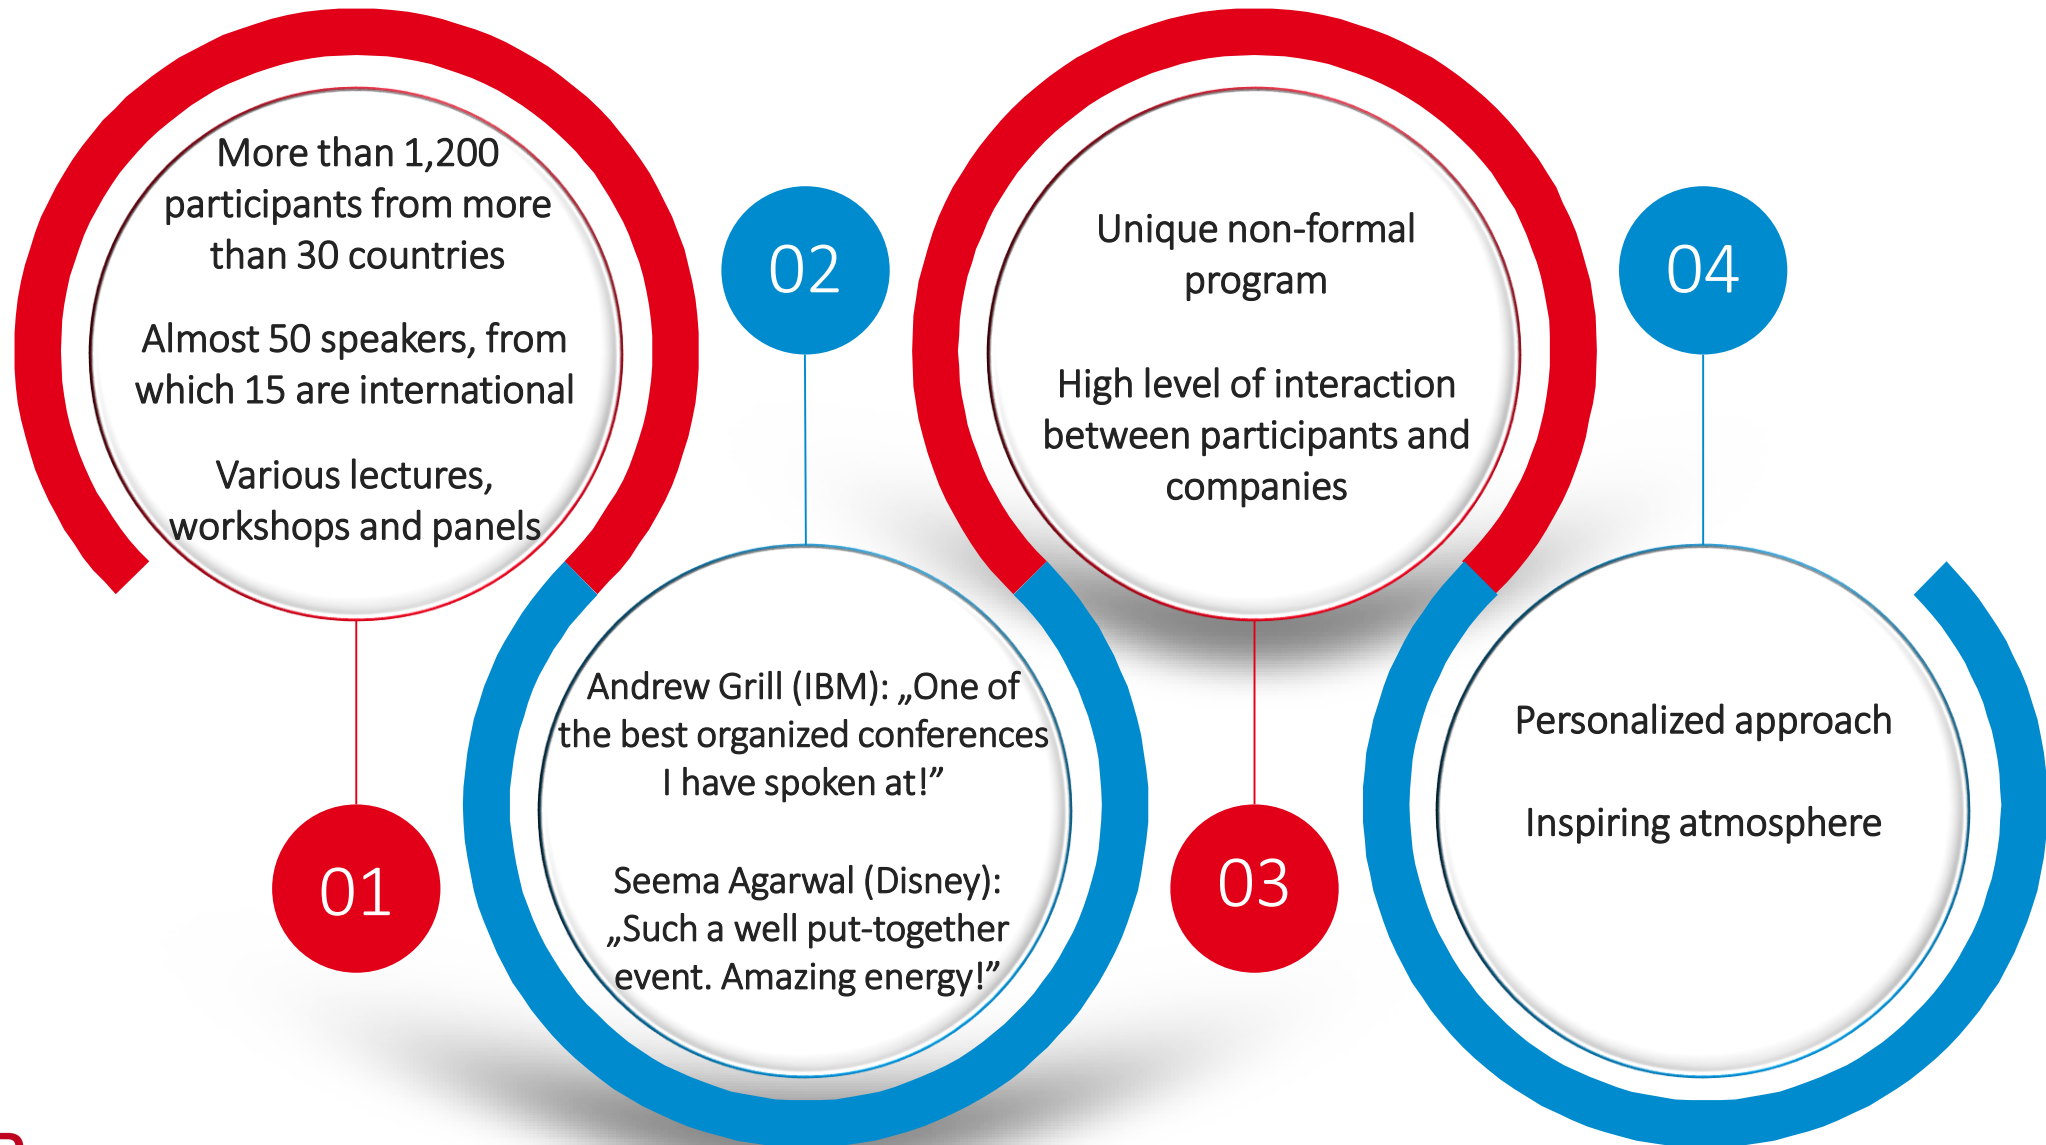 More than 1,200
participants from more
than 30 countries
Almost 50 speakers, from
which 15 are international
Various lectures,
workshops and panels
01
02
Andrew Grill (IBM): „One of
the best organized conferences
I have spoken at!”
Seema Agarwal (Disney):
„Such a well put-together
event. Amazing energy!”
Unique non-formal
program
High level of interaction
between participants and
companies
03
04
Personalized approach
Inspiring atmosphere